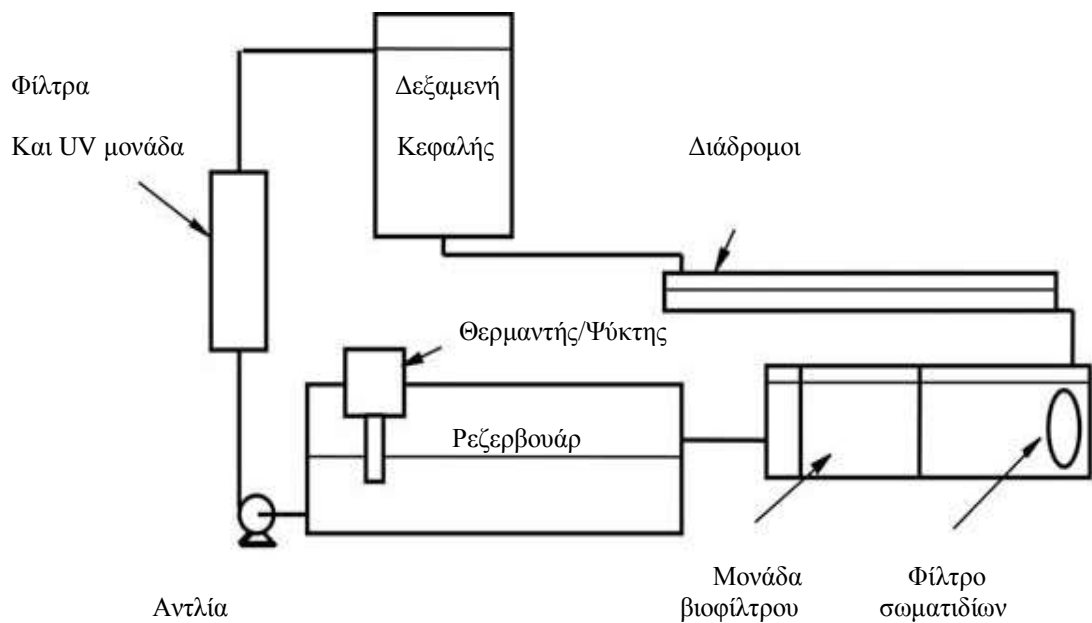 Φίλτρα
Και UV μονάδα
Δεξαμενή
Κεφαλής
Διάδρομοι
Θερμαντής/Ψύκτης
Ρεζερβουάρ
Αντλία
Μονάδα
βιοφίλτρου
Φίλτρο
σωματιδίων